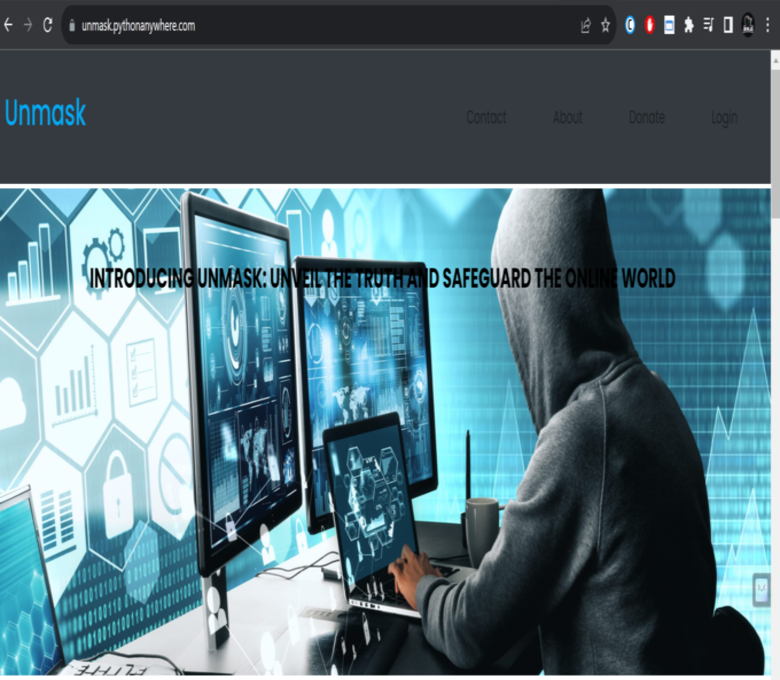 unmask.pythonanywhere.com
Unmask
Contact About Donate Login
INTRODUCING UNMASK: UNVEIL THE TRUTH AND SAFEGUARD THE ONLINE WORLD